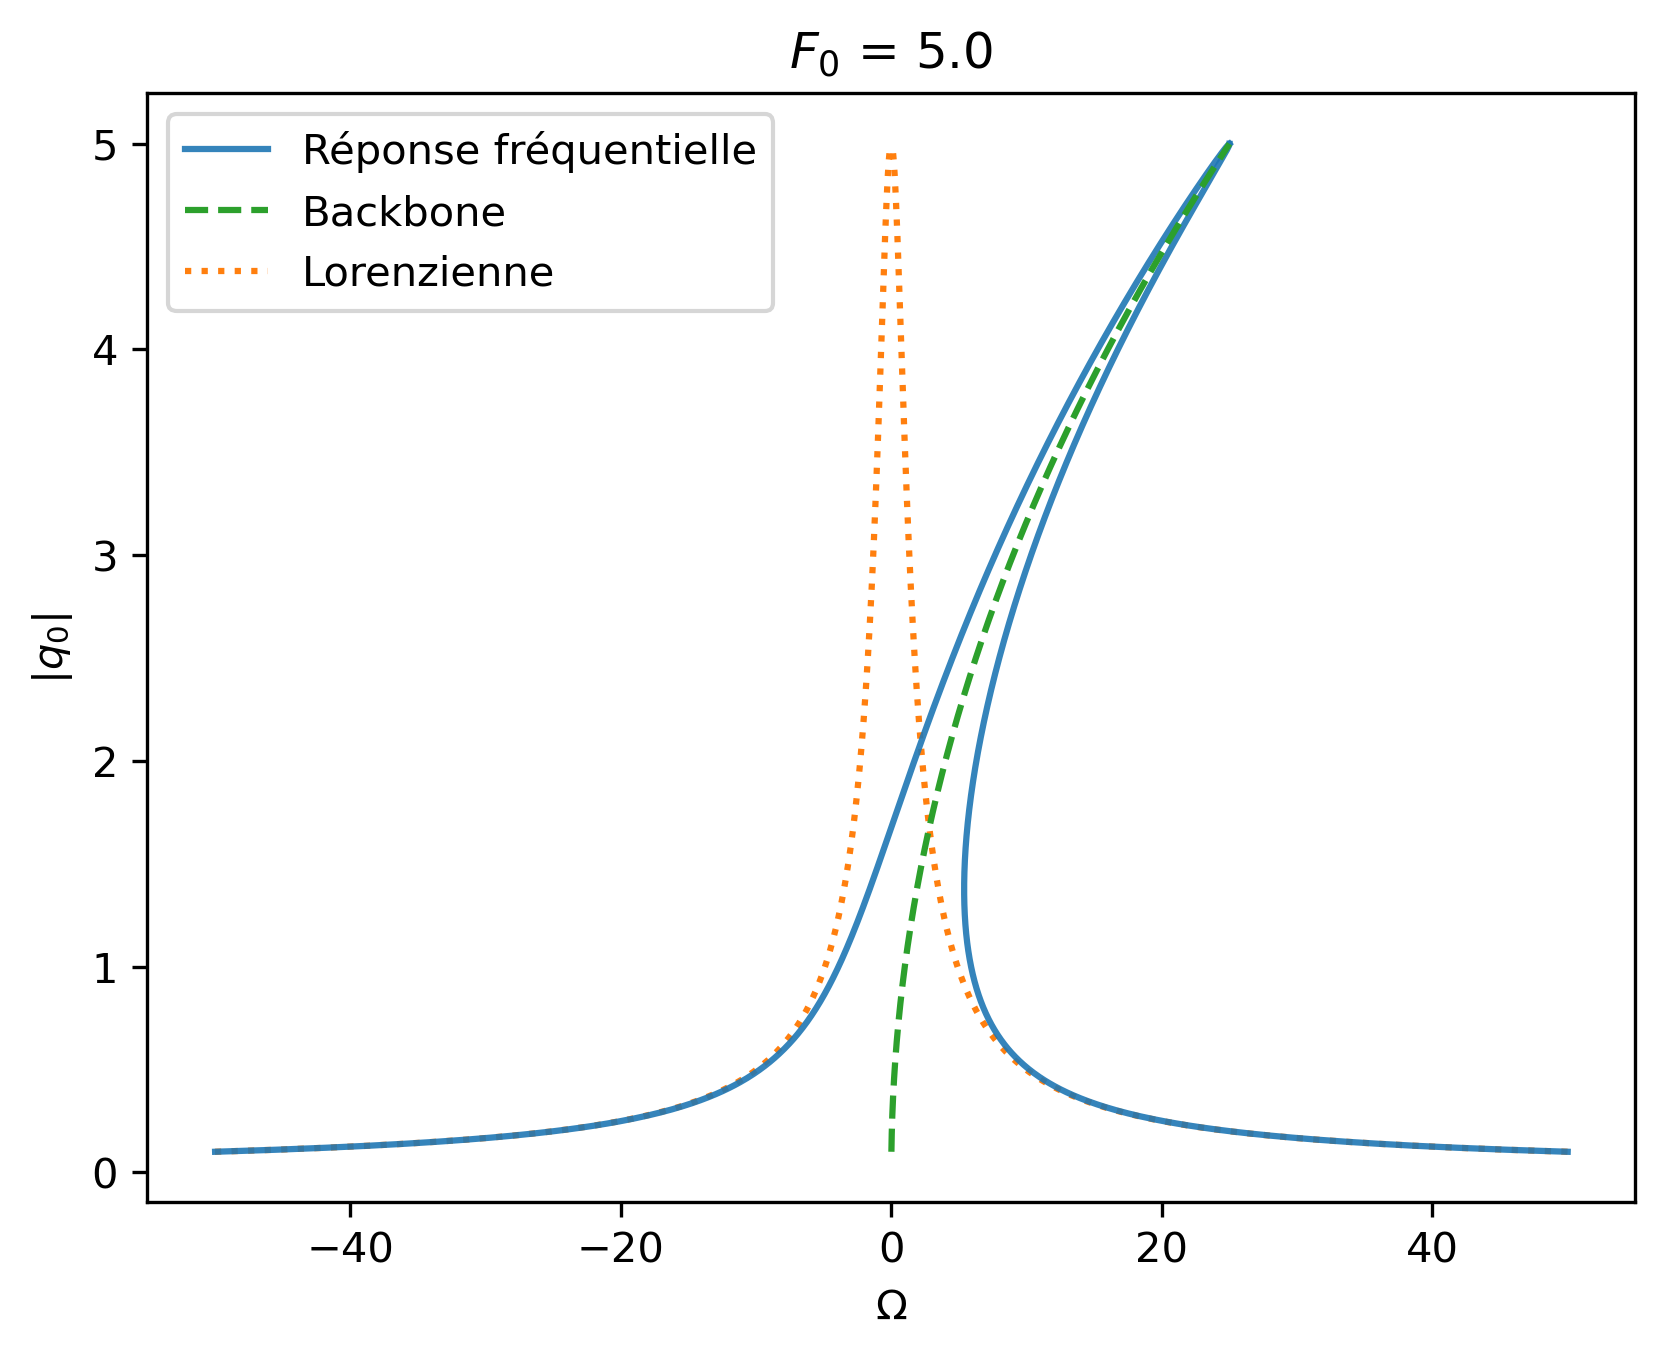 F₀ = 5.0
Réponse fréquentielle
Backbone
Lorenzienne
5
4
3
2
1
0
|q₀|
−40 −20 0 20 40
Ω